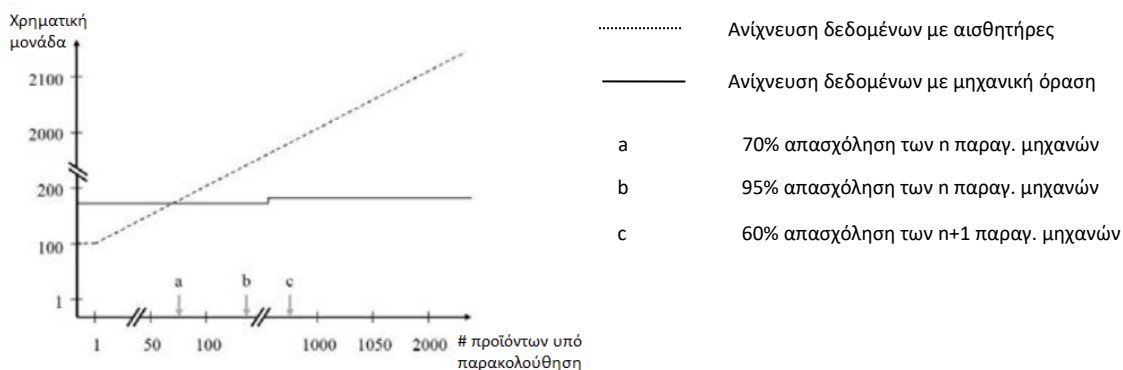 Χρηματική
μονάδα
2100
2000
200
100
1
a
b
c
1
50
100
1000
1050
2000
# προϊόντων υπό
παρακολούθηση
Ανίχνευση δεδομένων με αισθητήρες
Ανίχνευση δεδομένων με μηχανική όραση
a 70% απασχόληση των n παραγ. μηχανών
b 95% απασχόληση των n παραγ. μηχανών
c 60% απασχόληση των n+1 παραγ. μηχανών